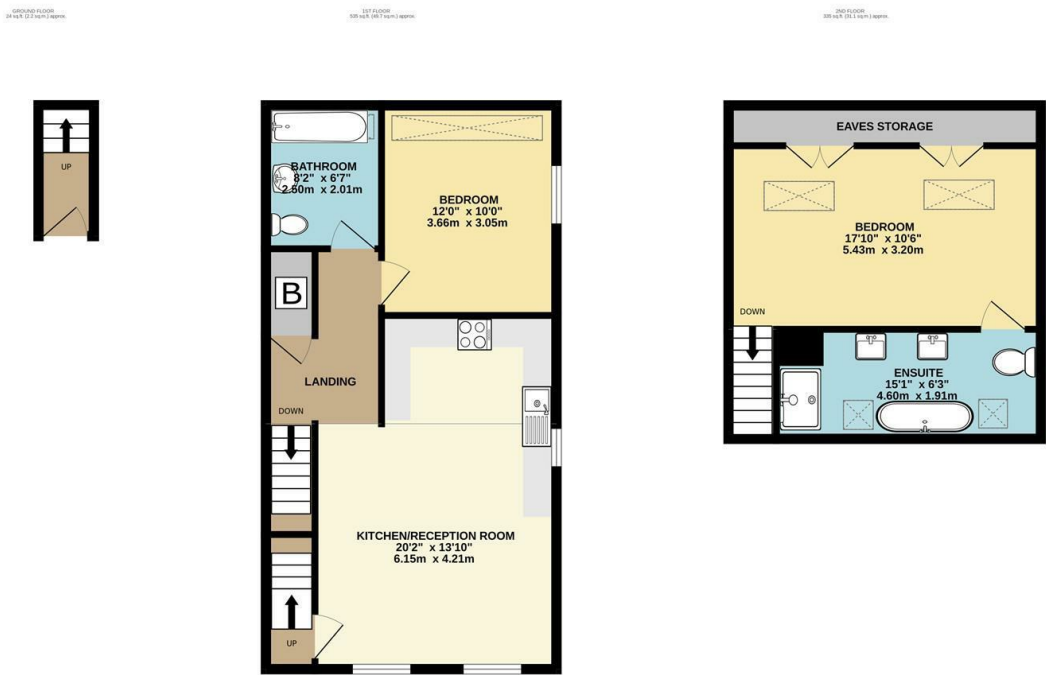 GROUND FLOOR
24 sq.ft. (2.2 sq.m.) approx.
1ST FLOOR
535 sq.ft. (49.7 sq.m.) approx.
2ND FLOOR
335 sq.ft. (31.1 sq.m.) approx.
UP
BATHROOM
8'2" x 6'7"
2.50m x 2.01m
BEDROOM
12'0" x 10'0"
3.66m x 3.05m
B
LANDING
DOWN
KITCHEN/RECEPTION ROOM
20'2" x 13'10"
6.15m x 4.21m
UP
EAVES STORAGE
BEDROOM
17'10" x 10'6"
5.43m x 3.20m
DOWN
ENSUITE
15'1" x 6'3"
4.60m x 1.91m